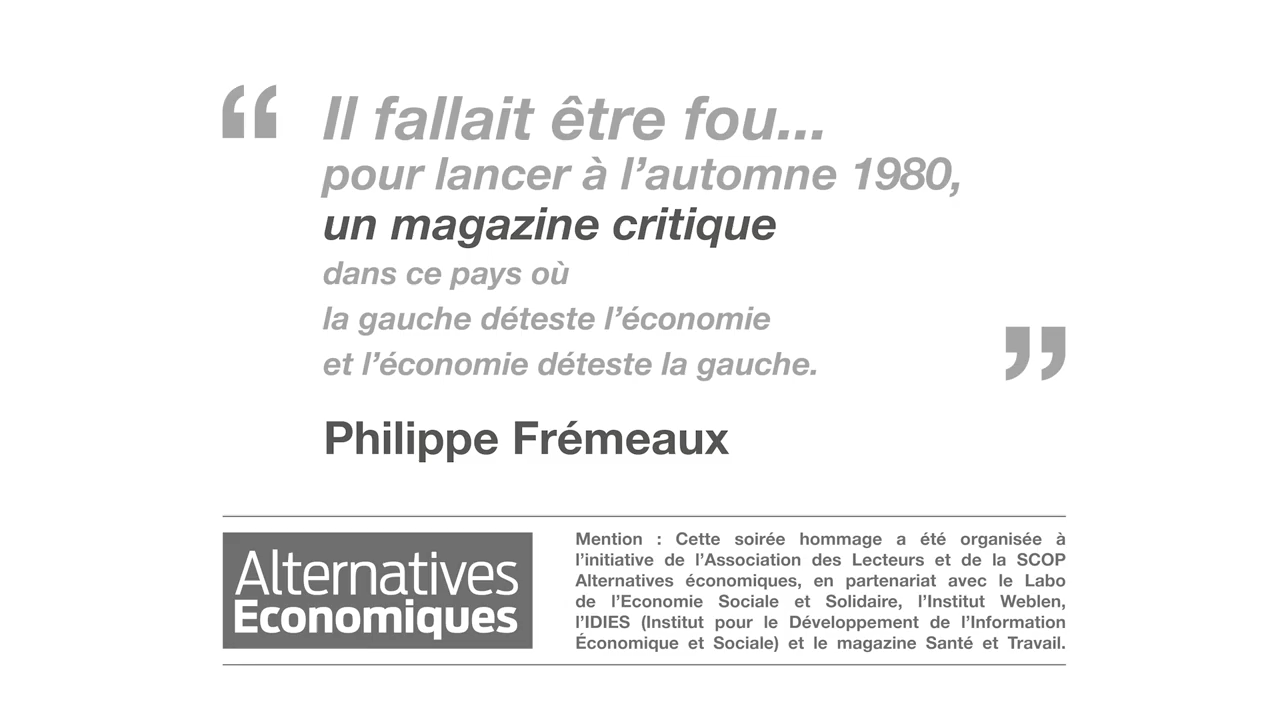 “ Il fallait être fou...
pour lancer à l’automne 1980,
un magazine critique
dans ce pays où
la gauche déteste l’économie
et l’économie déteste la gauche. ”
Philippe Frémeaux
Alternatives
Economiques
Mention : Cette soirée hommage a été organisée à
l’initiative de l’Association des Lecteurs et de la SCOP
Alternatives économiques, en partenariat avec le Labo
de l’Economie Sociale et Solidaire, l’Institut Weblen,
l’IDIES (Institut pour le Développement de l’Information
Économique et Sociale) et le magazine Santé et Travail.